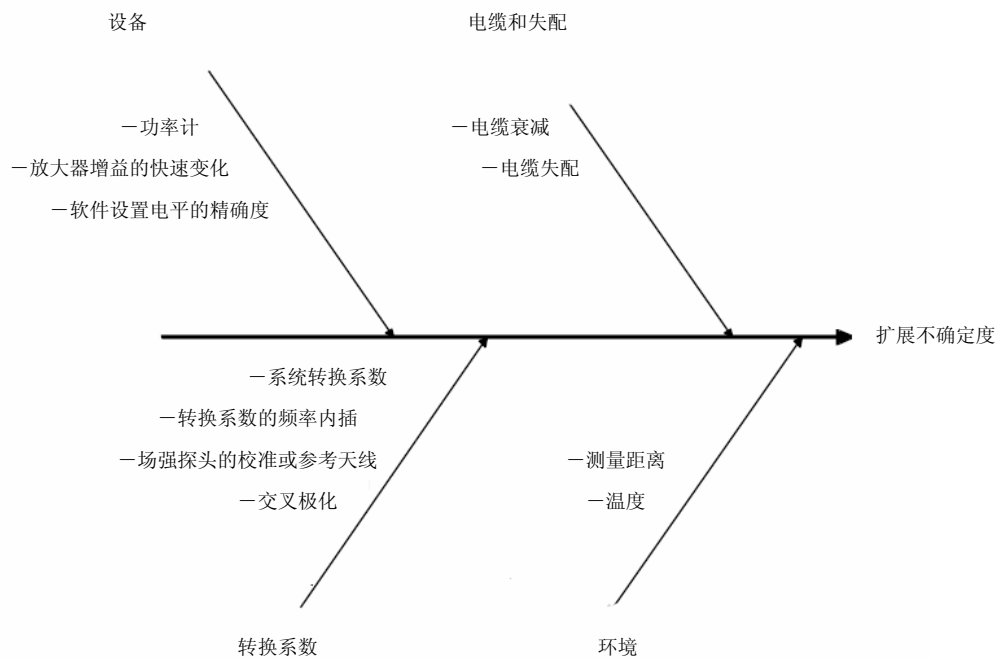 设备
电缆和失配
—功率计
—放大器增益的快速变化
—软件设置电平的精确度
—电缆衰减
—电缆失配
扩展不确定度
—系统转换系数
—转换系数的频率内插
—场强探头的校准或参考天线
—交叉极化
—测量距离
—温度
转换系数
环境